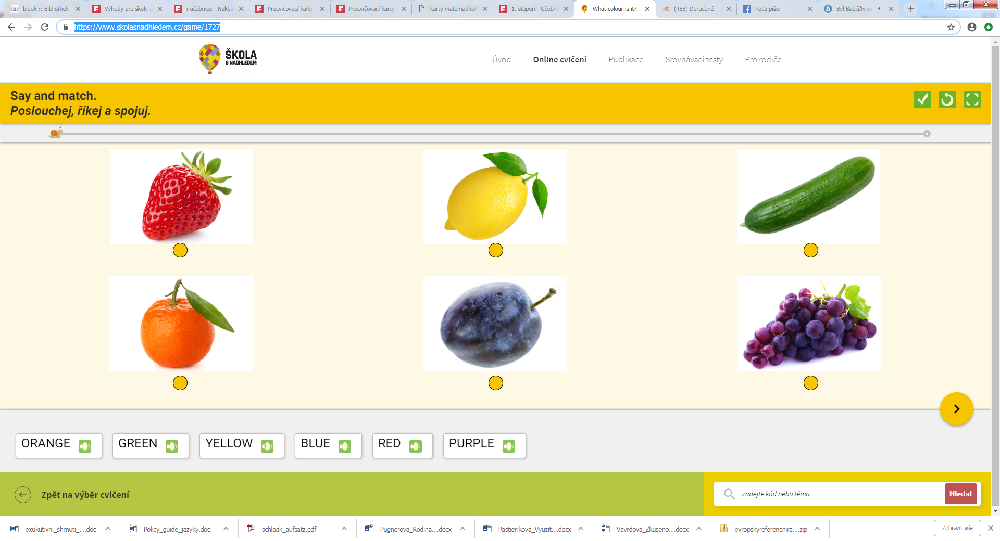 bidok :: Bibliothek
Výhody pro školy a
i-učebnice - Naklad
Procvičovací karty
Procvičovací karty
karty matematikaP
1. stupeň - Učební
What colour is it?
(458) Doručené –
Peťa píše!
Byl Babišův sy
https://www.skolasnadhledem.cz/game/1727
ŠKOLA
S NADHLEDEM
Úvod
Online cvičení
Publikace
Srovnávací testy
Pro rodiče
Say and match.
Poslouchej, říkej a spojuj.
ORANGE
GREEN
YELLOW
BLUE
RED
PURPLE
Zpět na výběr cvičení
Zadejte kód nebo téma
Hledat
exukutivni_shrnuti_....doc
Policy_guide_jazyky.doc
schlaak_aufsatz.pdf
Pugnerova_Rodina....docx
Pastierikova_Vyuzit....docx
Vavrdova_Zkuseno....docx
evropskyreferencnira....zip
Zobrazit vše